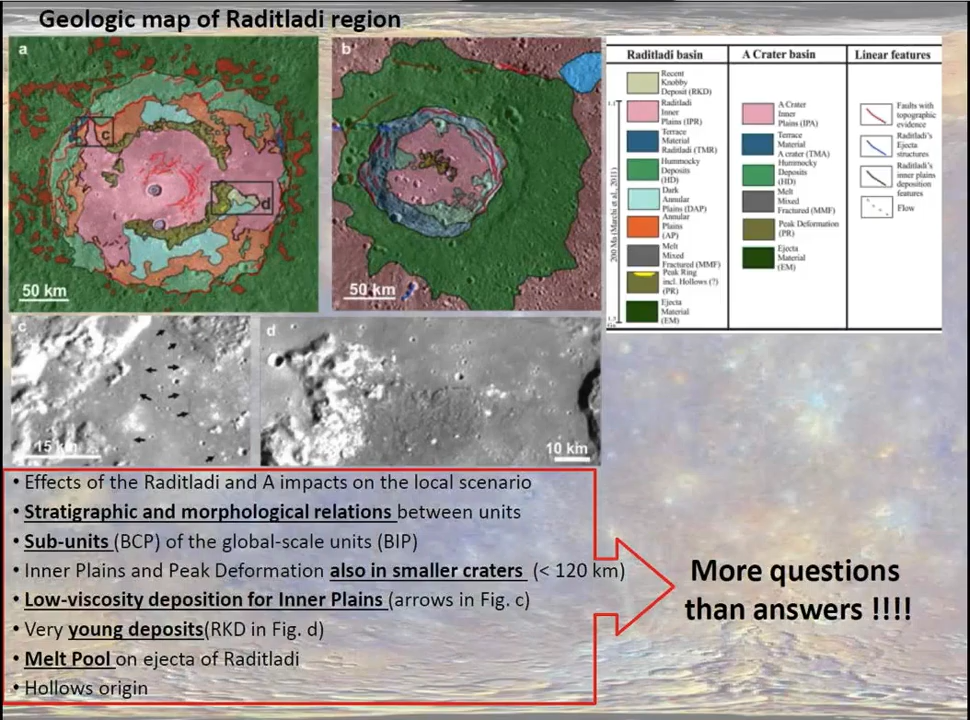 Geologic map of Raditladi region
a
c
d
50 km
b
50 km
c
15 km
d
10 km
Raditladi basin
Recent
Knobby
Deposit (RKD)
Raditladi
Inner
Plains (IPR)
Terrace
Material
Raditladi (TMR)
Hummocky
Deposits
(HD)
Dark
Annular
Plains (DAP)
Annular
Plains
(AP)
Melt
Mixed
Fractured (MMF)
Peak Ring
incl. Hollows (?)
(PR)
Ejecta
Material
(EM)
200 Ma (Marchi et al., 2011)
A Crater basin
A Crater
Inner
Plains (IPA)
Terrace
Material
A crater (TMA)
Hummocky
Deposits
(HD)
Melt
Mixed
Fractured (MMF)
Peak Deformation
(PR)
Ejecta
Material
(EM)
Linear features
Faults with
topographic
evidence
Raditladi's
Ejecta
structures
Raditladi's
inner plains
deposition
features
Flow
• Effects of the Raditladi and A impacts on the local scenario
• Stratigraphic and morphological relations between units
• Sub-units (BCP) of the global-scale units (BIP)
• Inner Plains and Peak Deformation also in smaller craters (< 120 km)
• Low-viscosity deposition for Inner Plains (arrows in Fig. c)
• Very young deposits(RKD in Fig. d)
• Melt Pool on ejecta of Raditladi
• Hollows origin
More questions
than answers !!!!